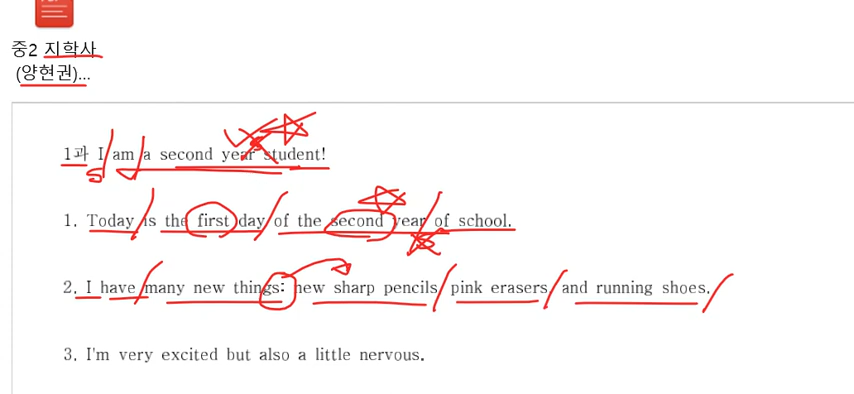 중2 지학사
(양현권)...
1과 I am a second year student!
1. Today is the first day of the second year of school.
2. I have many new things: new sharp pencils, pink erasers, and running shoes.
3. I'm very excited but also a little nervous.